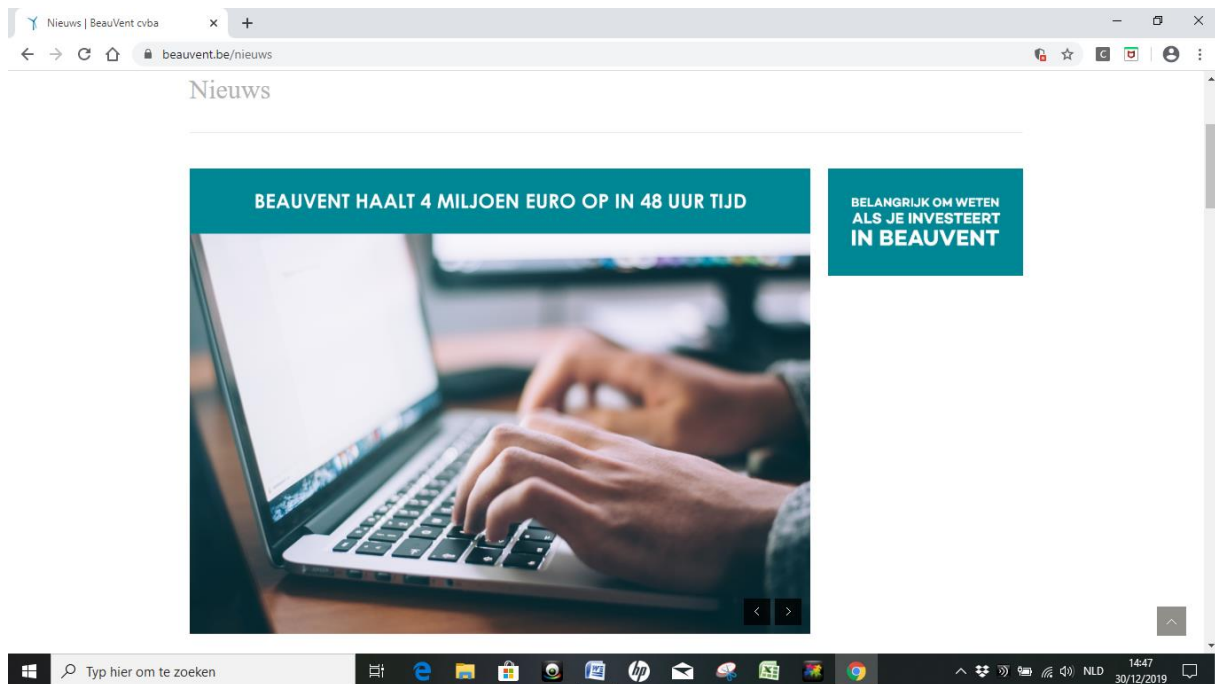 Nieuws | BeauVent cvba
beauvent.be/nieuws
Nieuws
BEAUVENT HAALT 4 MILJOEN EURO OP IN 48 UUR TIJD
BELANGRIJK OM WETEN
ALS JE INVESTEERT
IN BEAUVENT
Typ hier om te zoeken
hp
NLD
14:47
30/12/2019